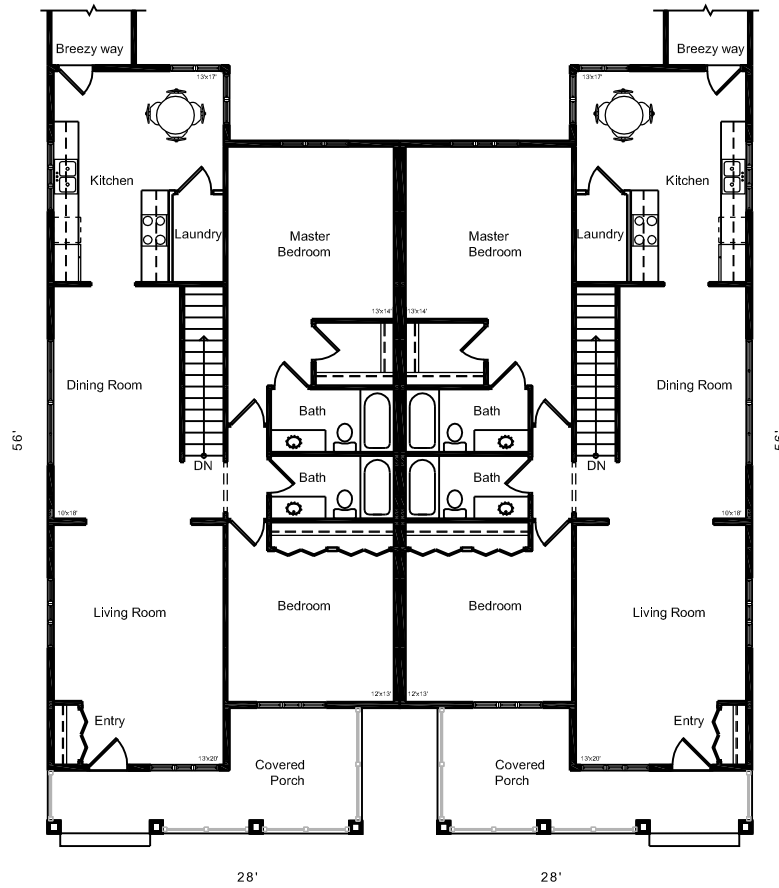 Breezy way
Breezy way
13'x17'
13'x17'
Kitchen
Kitchen
Laundry
Master
Bedroom
Master
Bedroom
Laundry
13'x14'
13'x14'
Dining Room
Bath
Bath
Dining Room
56'
56'
DN
Bath
Bath
DN
10'x18'
10'x18'
Living Room
Bedroom
Bedroom
Living Room
12'x13'
12'x13'
Entry
Entry
13'x20'
13'x20'
Covered
Porch
Covered
Porch
28'
28'